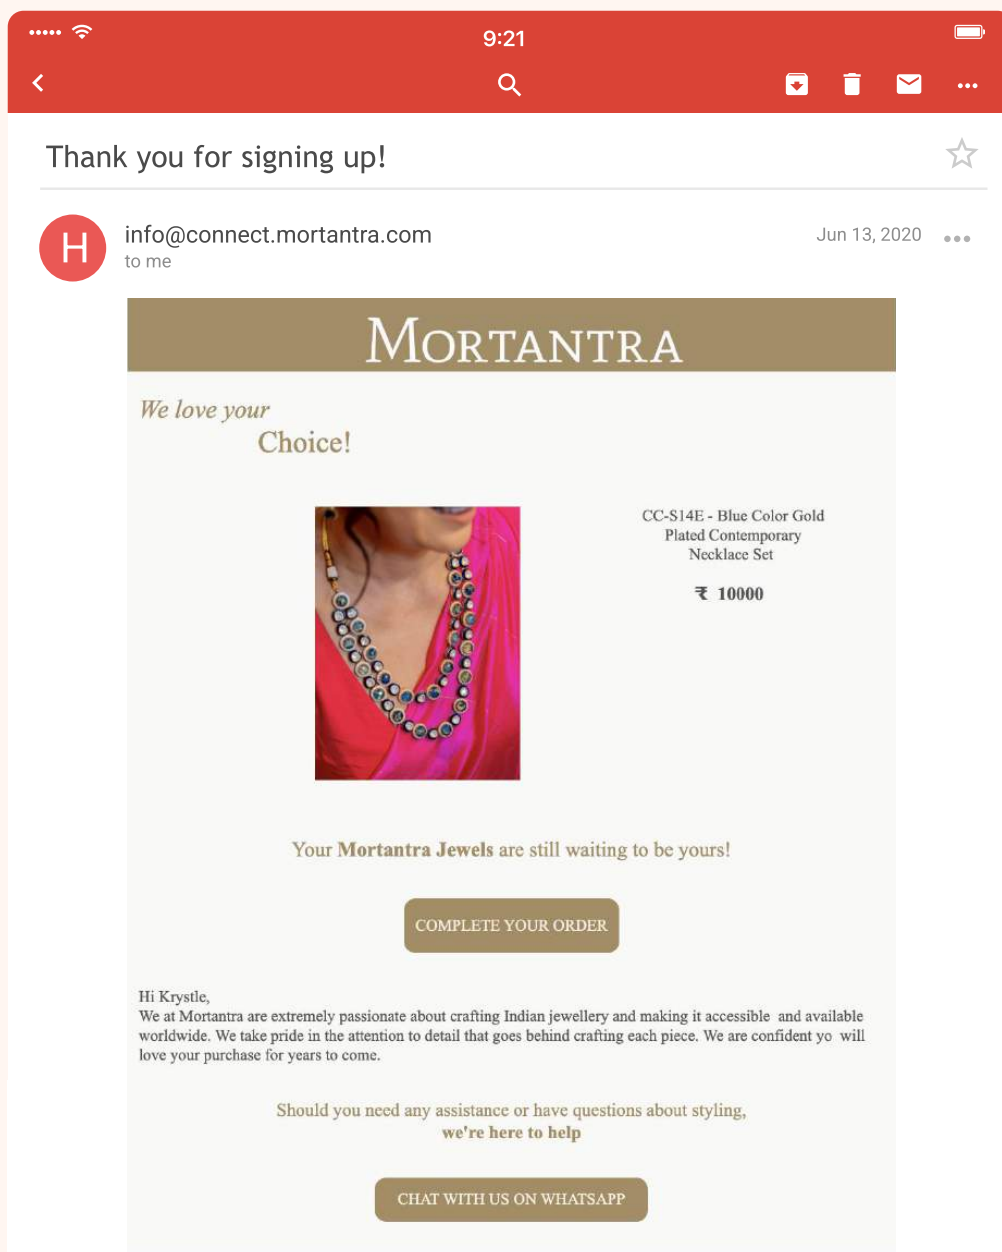 9:21
Thank you for signing up!
H
info@connect.mortantra.com
Jun 13, 2020
to me
MORTANTRA
We love your
Choice!
CC-S14E - Blue Color Gold
Plated Contemporary
Necklace Set
₹ 10000
Your Mortantra Jewels are still waiting to be yours!
COMPLETE YOUR ORDER
Hi Krystle,
We at Mortantra are extremely passionate about crafting Indian jewellery and making it accessible and available
worldwide. We take pride in the attention to detail that goes behind crafting each piece. We are confident yo will
love your purchase for years to come.
Should you need any assistance or have questions about styling,
we're here to help
CHAT WITH US ON WHATSAPP